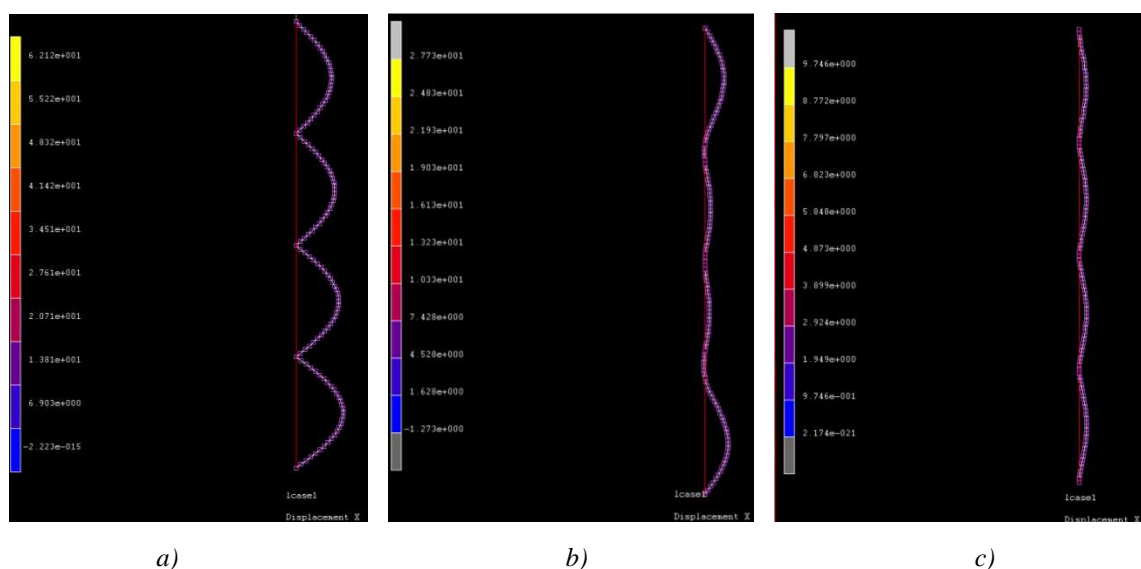 6.212e+001
5.522e+001
4.832e+001
4.142e+001
3.451e+001
2.761e+001
2.071e+001
1.381e+001
6.903e+000
-2.223e-015
lcase1
Displacement X
2.773e+001
2.483e+001
2.193e+001
1.903e+001
1.613e+001
1.323e+001
1.033e+001
7.428e+000
4.528e+000
1.628e+000
-1.273e+000
lcase1
Displacement X
9.746e+000
8.772e+000
7.797e+000
6.823e+000
5.848e+000
4.873e+000
3.899e+000
2.924e+000
1.949e+000
9.746e-001
2.174e-021
lcase1
Displacement X
a) b) c)